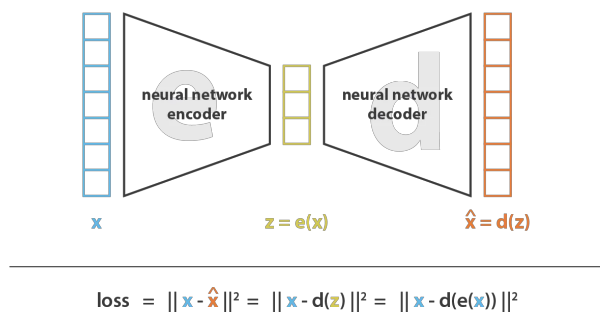 e
d
neural network
encoder
neural network
decoder
x
z = e(x)
x̂ = d(z)
loss = || x - x̂ ||² = || x - d(z) ||² = || x - d(e(x)) ||²